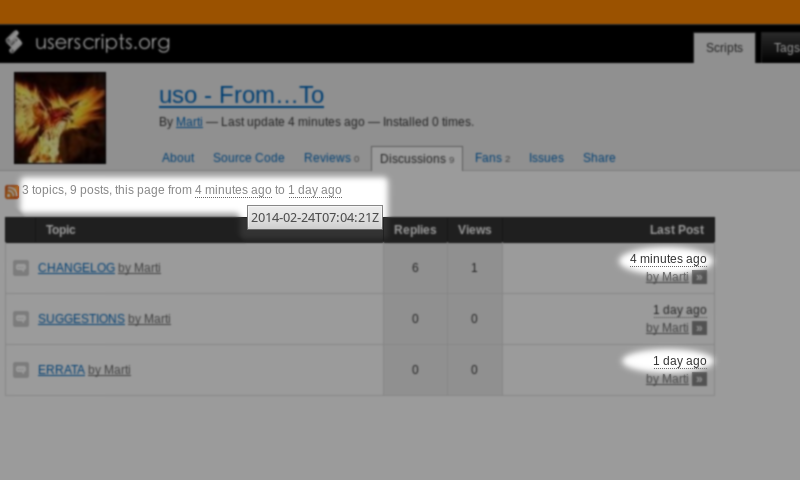 userscripts.org
Scripts
Tags
uso - From…To
By Marti — Last update 4 minutes ago — Installed 0 times.
About
Source Code
Reviews 0
Discussions 9
Fans 2
Issues
Share
3 topics, 9 posts, this page from 4 minutes ago to 1 day ago
2014-02-24T07:04:21Z
Topic Replies Views Last Post
CHANGELOG by Marti 6 1 4 minutes ago
by Marti »
SUGGESTIONS by Marti 0 0 1 day ago
by Marti »
ERRATA by Marti 0 0 1 day ago
by Marti »